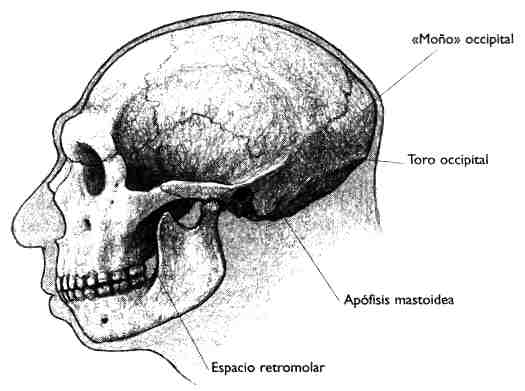 «Moño» occipital
Toro occipital
Apófisis mastoidea
Espacio retromolar